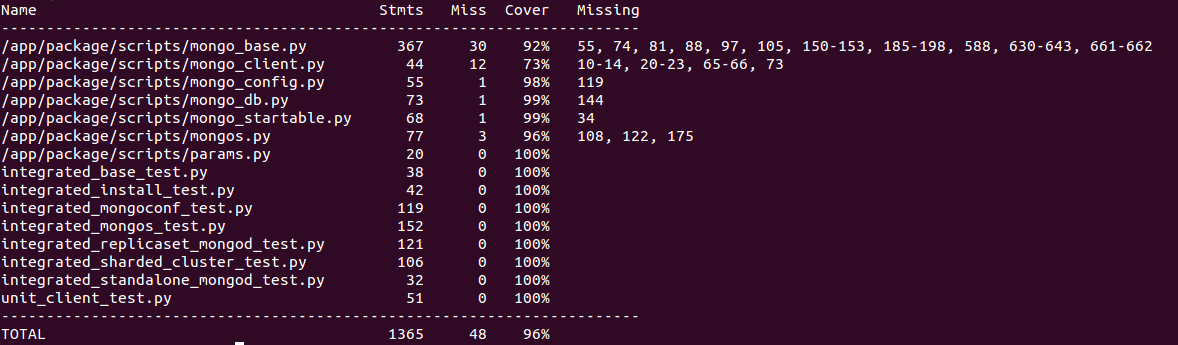 Name                                         Stmts   Miss  Cover   Missing
-----------------------------------------------------------------------
/app/package/scripts/mongo_base.py             367     30    92%   55, 74, 81, 88, 97, 105, 150-153, 185-198, 588, 630-643, 661-662
/app/package/scripts/mongo_client.py            44     12    73%   10-14, 20-23, 65-66, 73
/app/package/scripts/mongo_config.py            55      1    98%   119
/app/package/scripts/mongo_db.py                73      1    99%   144
/app/package/scripts/mongo_startable.py         68      1    99%   34
/app/package/scripts/mongos.py                  77      3    96%   108, 122, 175
/app/package/scripts/params.py                  20      0   100%
integrated_base_test.py                         38      0   100%
integrated_install_test.py                      42      0   100%
integrated_mongoconf_test.py                   119      0   100%
integrated_mongos_test.py                      152      0   100%
integrated_replicaset_mongod_test.py           121      0   100%
integrated_sharded_cluster_test.py             106      0   100%
integrated_standalone_mongod_test.py            32      0   100%
unit_client_test.py                             51      0   100%
-----------------------------------------------------------------------
TOTAL                                         1365     48    96%